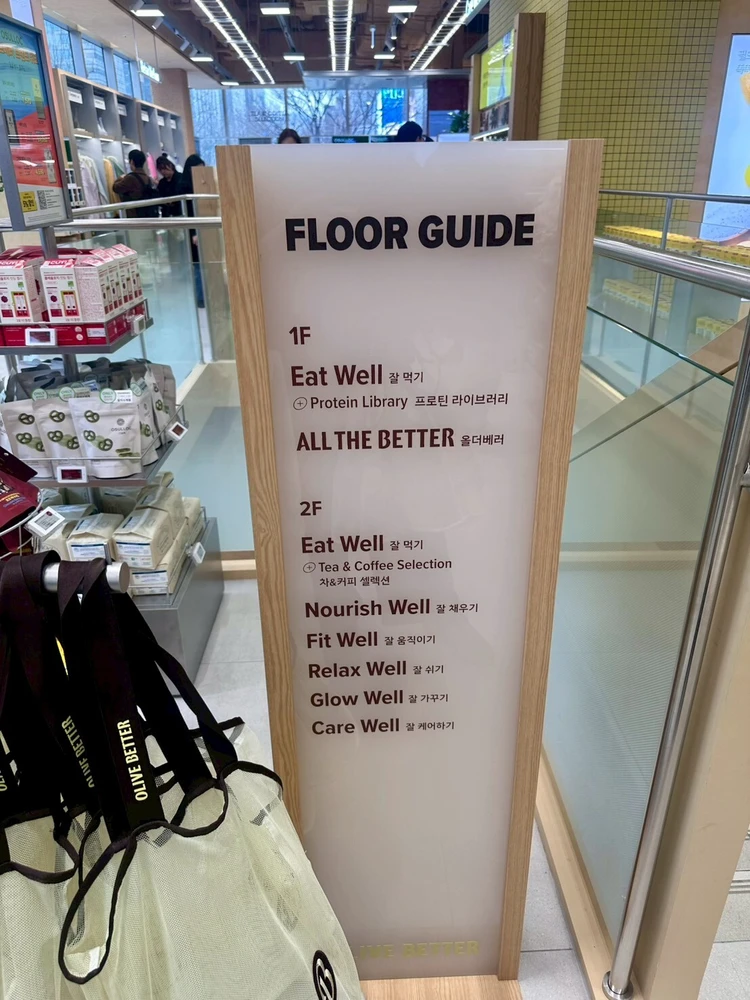 FLOOR GUIDE
1F
Eat Well 잘 먹기
⊕ Protein Library 프로틴 라이브러리
ALL THE BETTER 올더베러
2F
Eat Well 잘 먹기
⊕ Tea & Coffee Selection
차&커피 셀렉션
Nourish Well 잘 채우기
Fit Well 잘 움직이기
Relax Well 잘 쉬기
Glow Well 잘 가꾸기
Care Well 잘 케어하기
OLIVE BETTER
OLIVE BETTER
BETTER